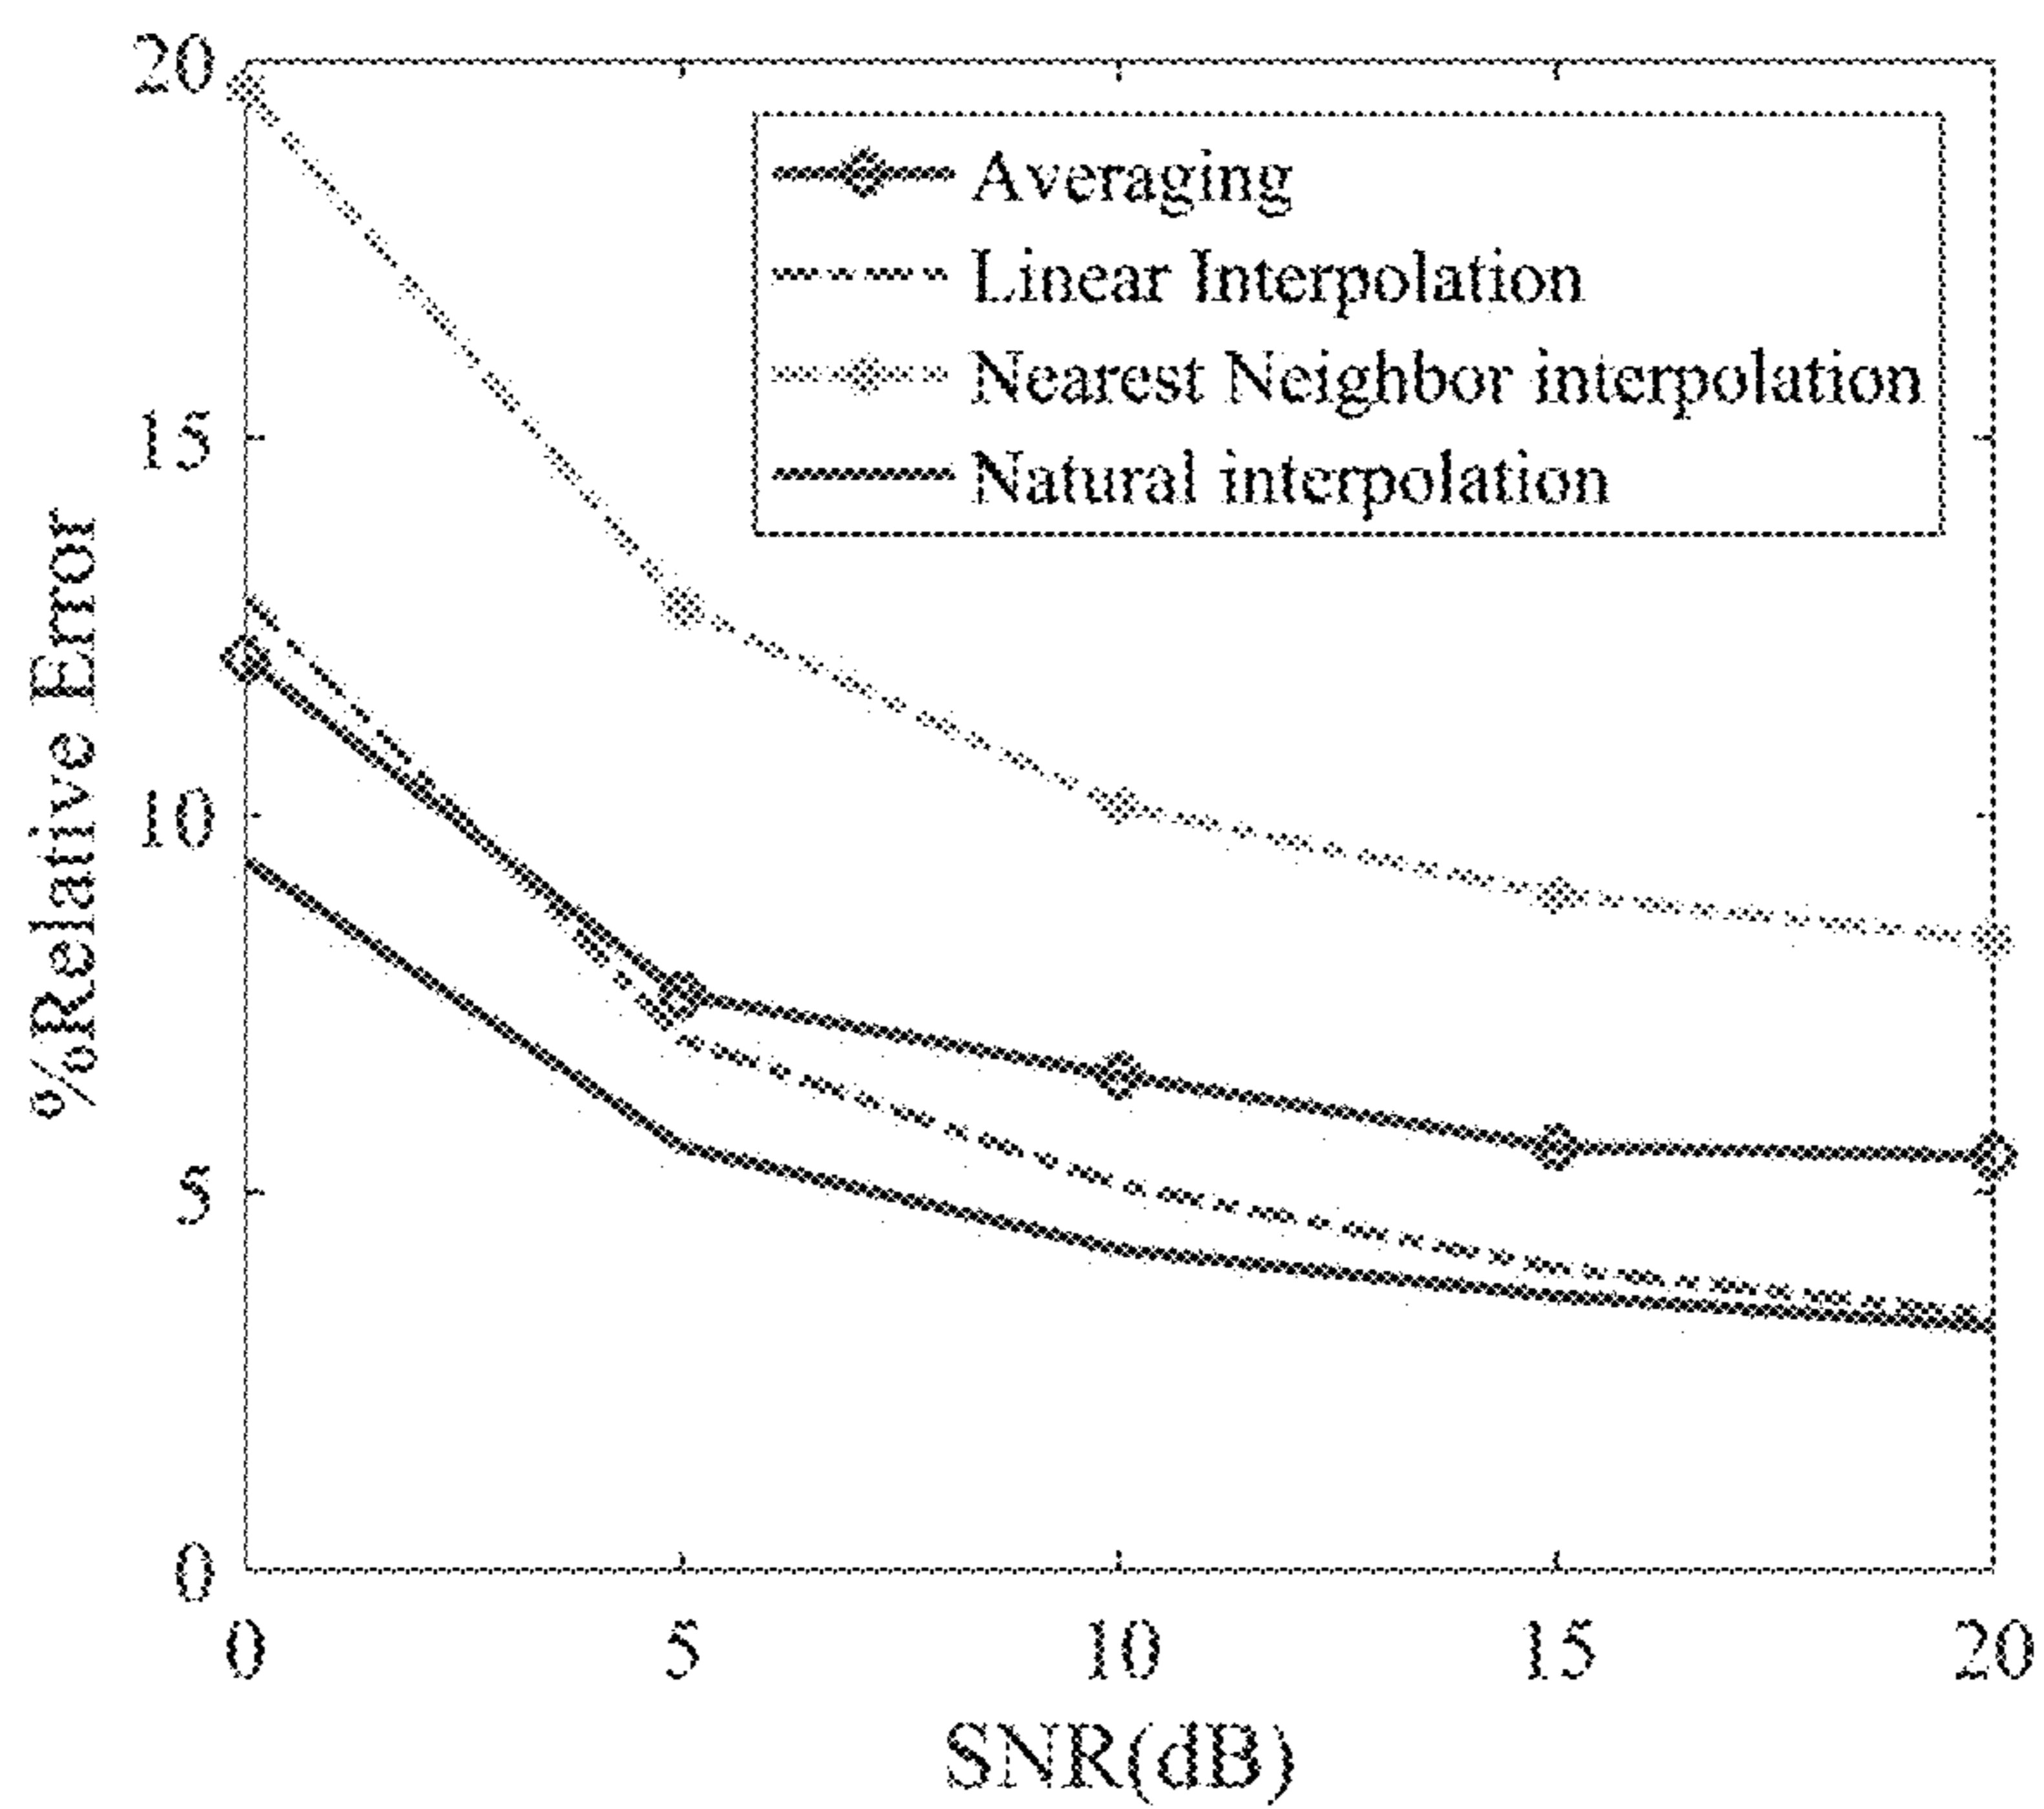 20
15
10
5
0
%Relative Error
Averaging
Linear Interpolation
Nearest Neighbor interpolation
Natural interpolation
0 5 10 15 20
SNR(dB)